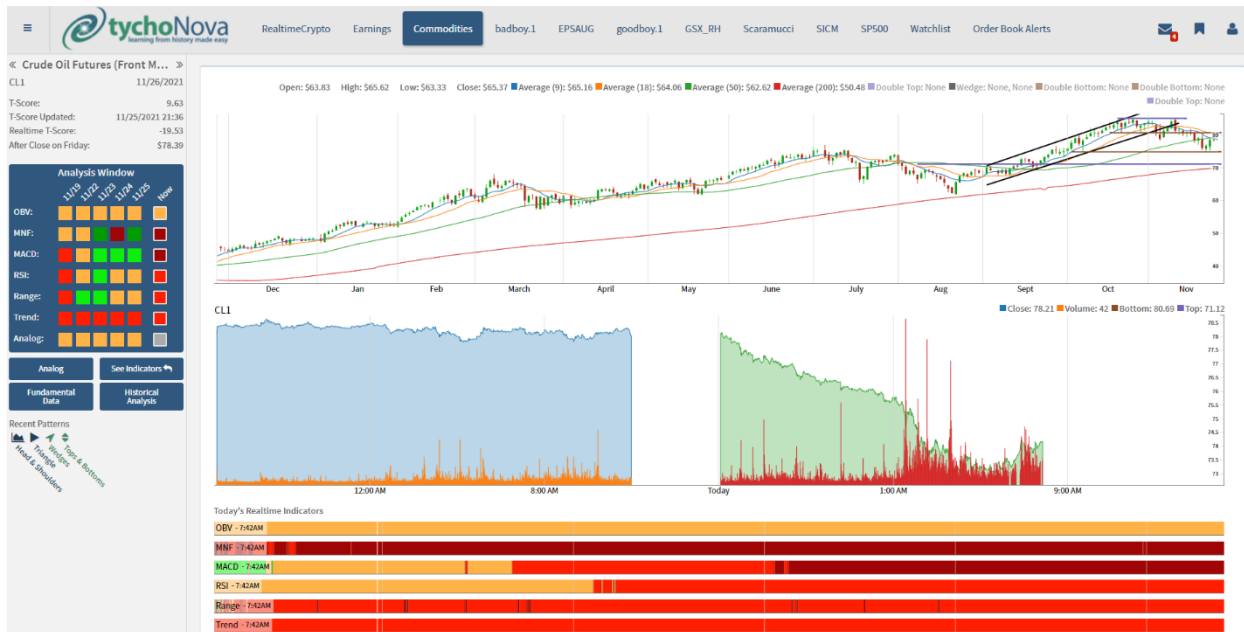 tychoNova
learning from history made easy
RealtimeCrypto Earnings Commodities badboy.1 EPSAUG goodboy.1 GSX_RH Scaramucci SICM SP500 Watchlist Order Book Alerts
4
« Crude Oil Futures (Front M... »
CL1 11/26/2021
T-Score: 9.63
T-Score Updated: 11/25/2021 21:36
Realtime T-Score: -19.53
After Close on Friday: $78.39
Analysis Window
11/19 11/22 11/23 11/24 11/25 Now
OBV:
MNF:
MACD:
RSI:
Range:
Trend:
Analog:
Analog See Indicators
Fundamental Data Historical Analysis
Recent Patterns
Head & Shoulders
Triangle
Wedges
Tops & Bottoms
Open: $63.83 High: $65.62 Low: $63.33 Close: $65.37 Average (9): $65.16 Average (18): $64.06 Average (50): $62.62 Average (200): $50.48 Double Top: None Wedge: None, None Double Bottom: None Double Bottom: None
Double Top: None
80
70
60
50
40
Dec Jan Feb March April May June July Aug Sept Oct Nov
CL1 Close: 78.21 Volume: 42 Bottom: 80.69 Top: 71.12
78.5
78
77.5
77
76.5
76
75.5
75
74.5
74
73.5
73
12:00 AM 8:00 AM Today 1:00 AM 9:00 AM
Today's Realtime Indicators
OBV - 7:42AM
MNF - 7:42AM
MACD - 7:42AM
RSI - 7:42AM
Range - 7:42AM
Trend - 7:42AM